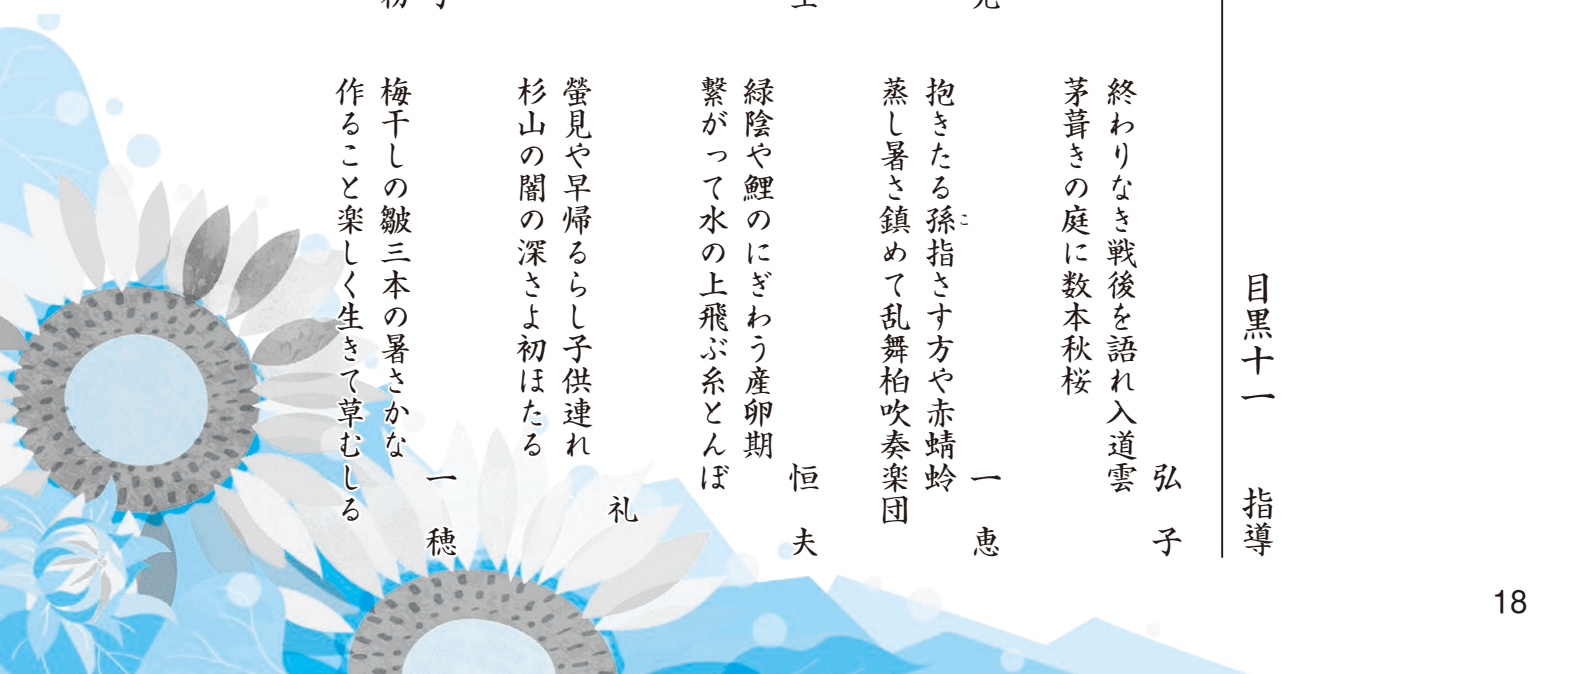 目黒十一　指導
弘子
終わりなき戦後を語れ入道雲
茅葺きの庭に数本秋桜
一恵
抱きたる孫指さす方や赤蜻蛉
こ
蒸し暑さ鎮めて乱舞柏吹奏楽団
恒夫
緑陰や鯉のにぎわう産卵期
繋がって水の上飛ぶ糸とんぼ
礼
螢見や早帰るらし子供連れ
杉山の闇の深さよ初ほたる
一穂
梅干しの皺三本の暑さかな
作ること楽しく生きて草むしる
18